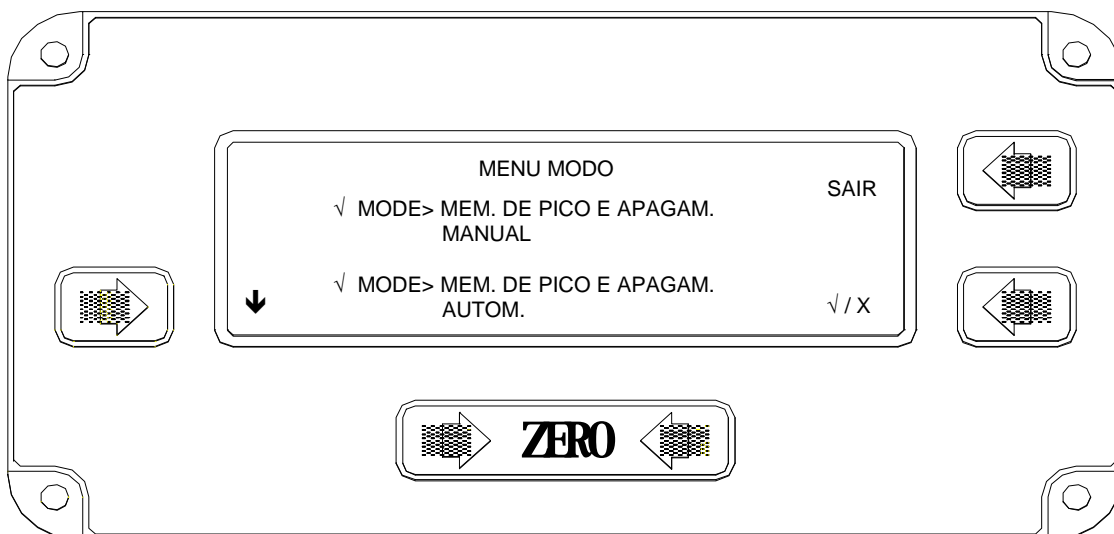 MENU MODO
SAIR
√ MODE> MEM. DE PICO E APAGAM.
MANUAL
√ MODE> MEM. DE PICO E APAGAM.
AUTOM.
√ / X
ZERO